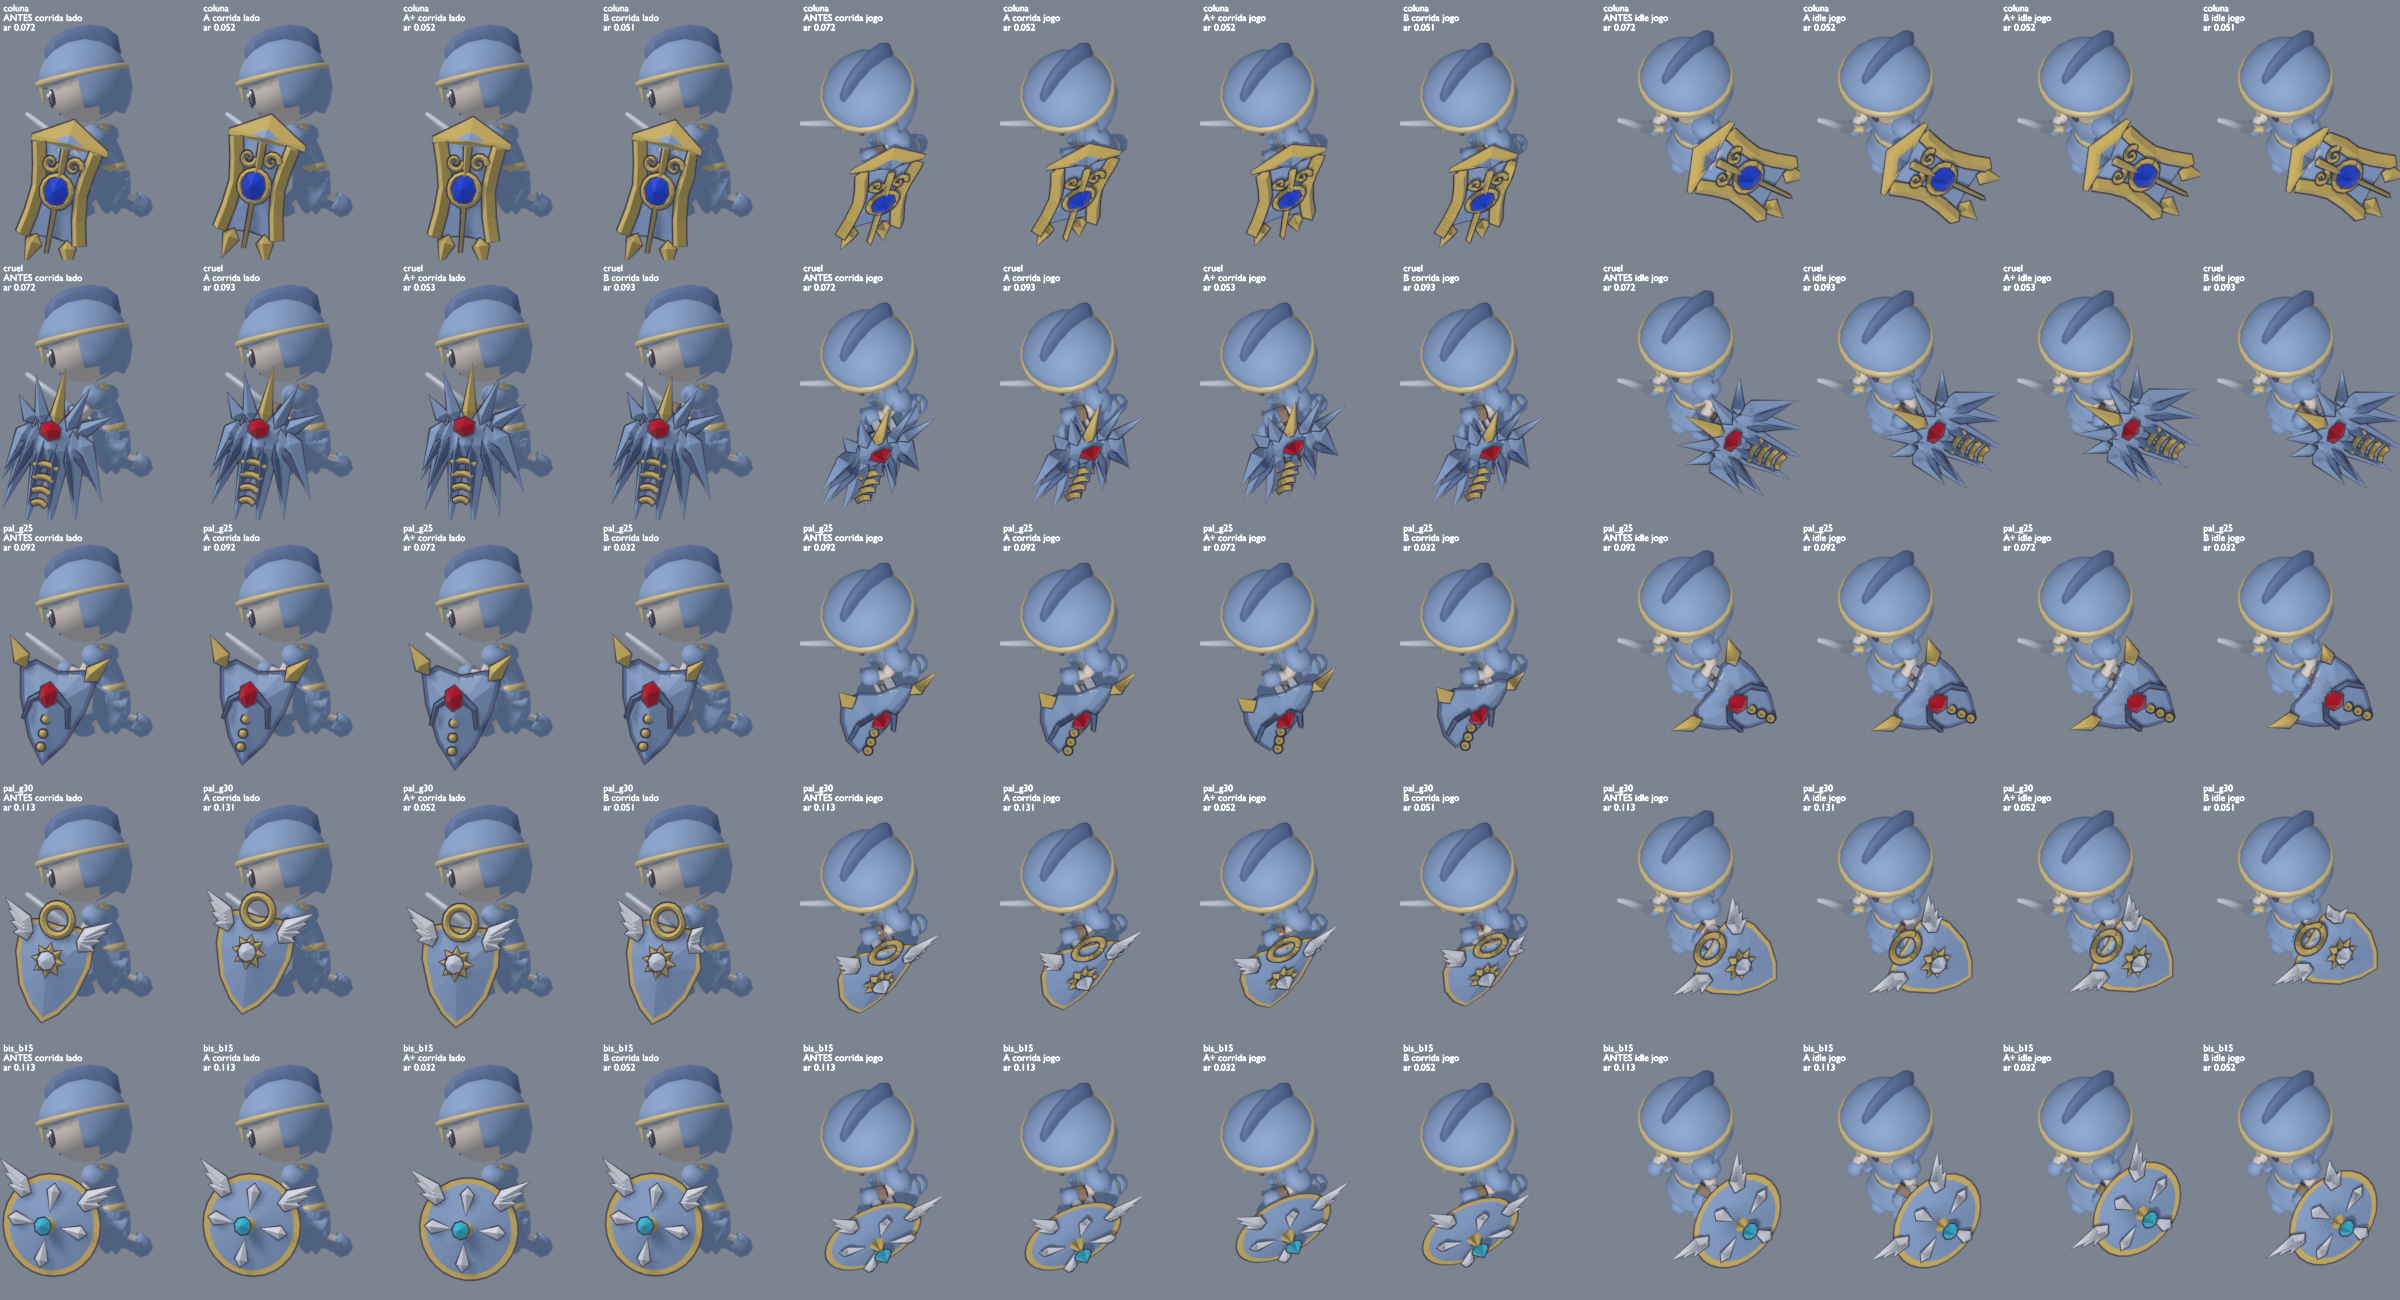 coluna
ANTES corrida lado
ar 0.072
coluna
A corrida lado
ar 0.052
coluna
A+ corrida lado
ar 0.052
coluna
B corrida lado
ar 0.051
coluna
ANTES corrida jogo
ar 0.072
coluna
A corrida jogo
ar 0.052
coluna
A+ corrida jogo
ar 0.052
coluna
B corrida jogo
ar 0.051
coluna
ANTES idle jogo
ar 0.072
coluna
A idle jogo
ar 0.052
coluna
A+ idle jogo
ar 0.052
coluna
B idle jogo
ar 0.051
cruel
ANTES corrida lado
ar 0.072
cruel
A corrida lado
ar 0.093
cruel
A+ corrida lado
ar 0.053
cruel
B corrida lado
ar 0.093
cruel
ANTES corrida jogo
ar 0.072
cruel
A corrida jogo
ar 0.093
cruel
A+ corrida jogo
ar 0.053
cruel
B corrida jogo
ar 0.093
cruel
ANTES idle jogo
ar 0.072
cruel
A idle jogo
ar 0.093
cruel
A+ idle jogo
ar 0.053
cruel
B idle jogo
ar 0.093
pal_g25
ANTES corrida lado
ar 0.092
pal_g25
A corrida lado
ar 0.092
pal_g25
A+ corrida lado
ar 0.072
pal_g25
B corrida lado
ar 0.032
pal_g25
ANTES corrida jogo
ar 0.092
pal_g25
A corrida jogo
ar 0.092
pal_g25
A+ corrida jogo
ar 0.072
pal_g25
B corrida jogo
ar 0.032
pal_g25
ANTES idle jogo
ar 0.092
pal_g25
A idle jogo
ar 0.092
pal_g25
A+ idle jogo
ar 0.072
pal_g25
B idle jogo
ar 0.032
pal_g30
ANTES corrida lado
ar 0.113
pal_g30
A corrida lado
ar 0.131
pal_g30
A+ corrida lado
ar 0.052
pal_g30
B corrida lado
ar 0.051
pal_g30
ANTES corrida jogo
ar 0.113
pal_g30
A corrida jogo
ar 0.131
pal_g30
A+ corrida jogo
ar 0.052
pal_g30
B corrida jogo
ar 0.051
pal_g30
ANTES idle jogo
ar 0.113
pal_g30
A idle jogo
ar 0.131
pal_g30
A+ idle jogo
ar 0.052
pal_g30
B idle jogo
ar 0.051
bis_b15
ANTES corrida lado
ar 0.113
bis_b15
A corrida lado
ar 0.113
bis_b15
A+ corrida lado
ar 0.032
bis_b15
B corrida lado
ar 0.052
bis_b15
ANTES corrida jogo
ar 0.113
bis_b15
A corrida jogo
ar 0.113
bis_b15
A+ corrida jogo
ar 0.032
bis_b15
B corrida jogo
ar 0.052
bis_b15
ANTES idle jogo
ar 0.113
bis_b15
A idle jogo
ar 0.113
bis_b15
A+ idle jogo
ar 0.032
bis_b15
B idle jogo
ar 0.052